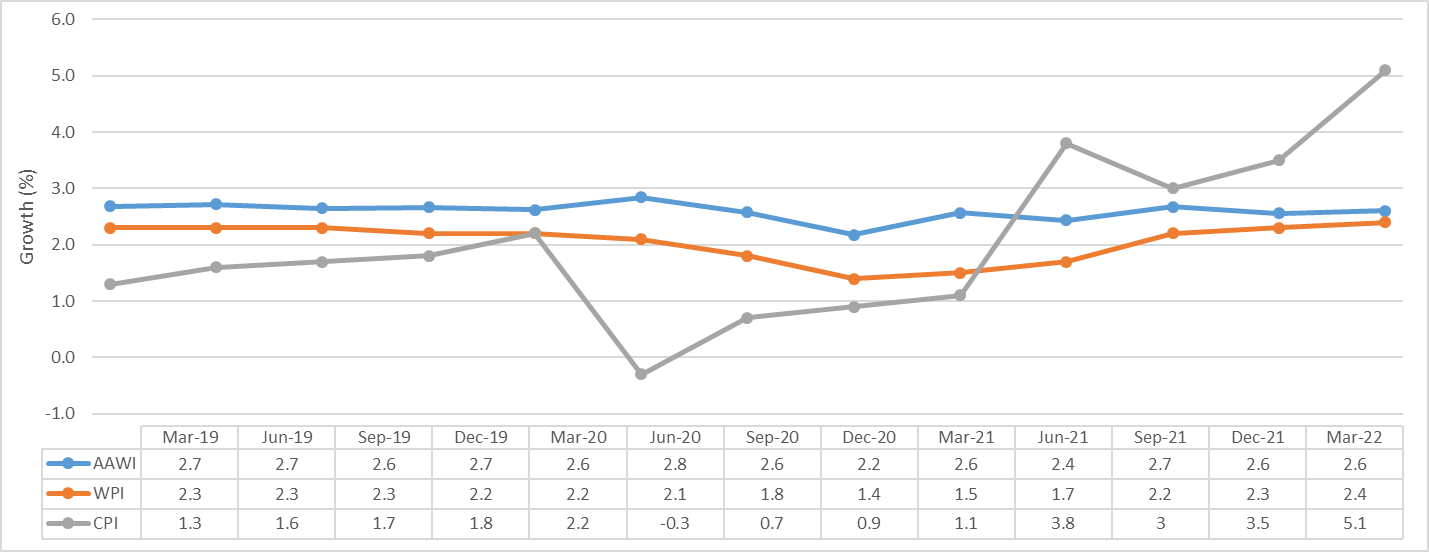 6.0
5.0
4.0
3.0
2.0
1.0
0.0
-1.0
Growth (%)
Mar-19 Jun-19 Sep-19 Dec-19 Mar-20 Jun-20 Sep-20 Dec-20 Mar-21 Jun-21 Sep-21 Dec-21 Mar-22
AAWI 2.7 2.7 2.6 2.7 2.6 2.8 2.6 2.2 2.6 2.4 2.7 2.6 2.6
WPI 2.3 2.3 2.3 2.2 2.2 2.1 1.8 1.4 1.5 1.7 2.2 2.3 2.4
CPI 1.3 1.6 1.7 1.8 2.2 -0.3 0.7 0.9 1.1 3.8 3 3.5 5.1